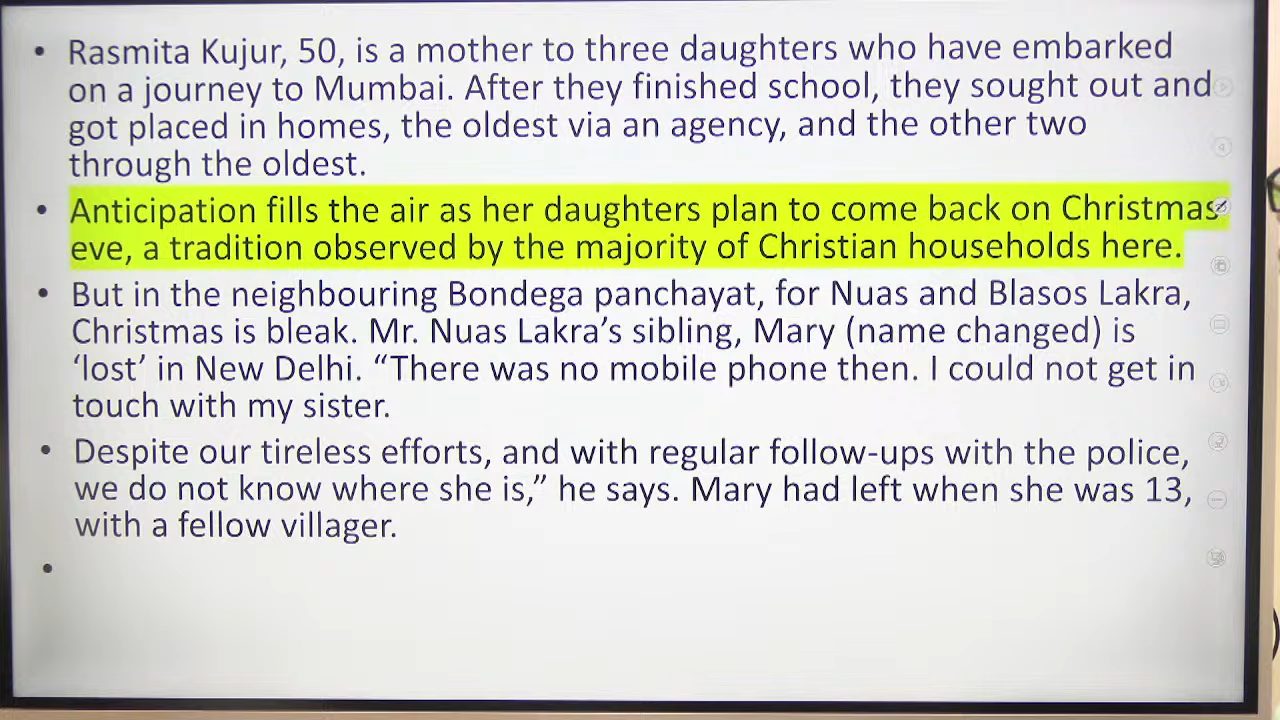 • Rasmita Kujur, 50, is a mother to three daughters who have embarked
on a journey to Mumbai. After they finished school, they sought out and
got placed in homes, the oldest via an agency, and the other two
through the oldest.
• Anticipation fills the air as her daughters plan to come back on Christmas
eve, a tradition observed by the majority of Christian households here.
• But in the neighbouring Bondega panchayat, for Nuas and Blasos Lakra,
Christmas is bleak. Mr. Nuas Lakra’s sibling, Mary (name changed) is
‘lost’ in New Delhi. “There was no mobile phone then. I could not get in
touch with my sister.
• Despite our tireless efforts, and with regular follow-ups with the police,
we do not know where she is,” he says. Mary had left when she was 13,
with a fellow villager.
•